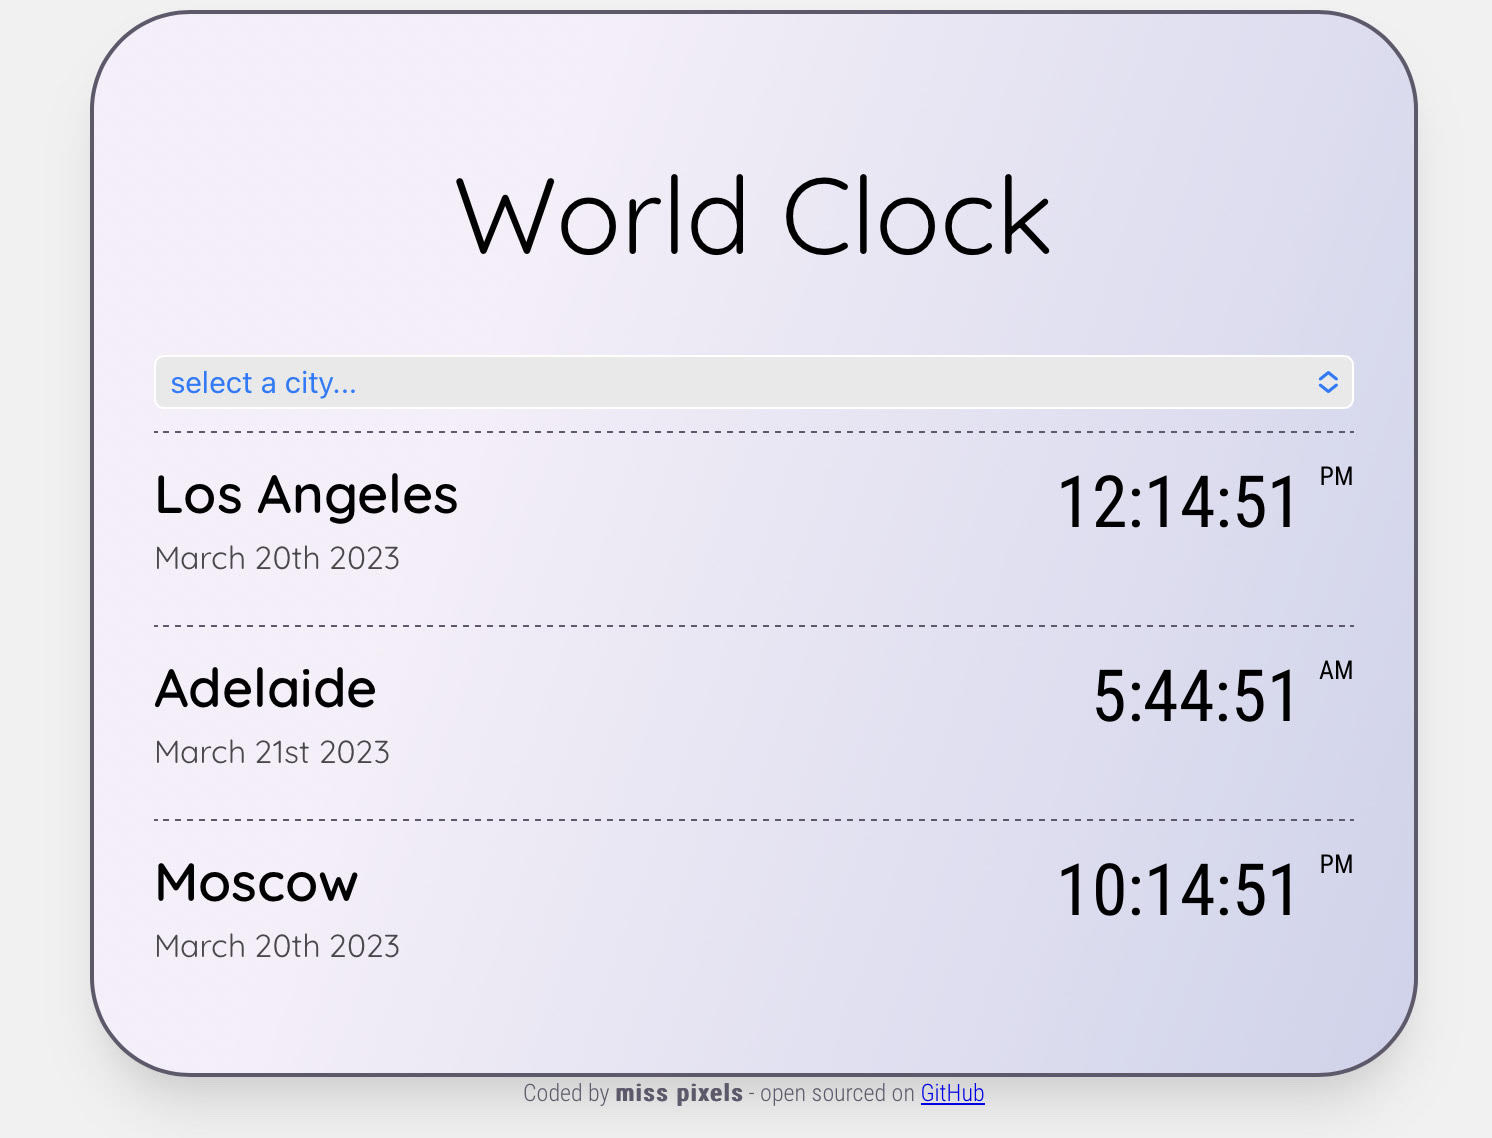 World Clock
select a city...
Los Angeles
12:14:51 PM
March 20th 2023
Adelaide
5:44:51 AM
March 21st 2023
Moscow
10:14:51 PM
March 20th 2023
Coded by miss pixels - open sourced on GitHub